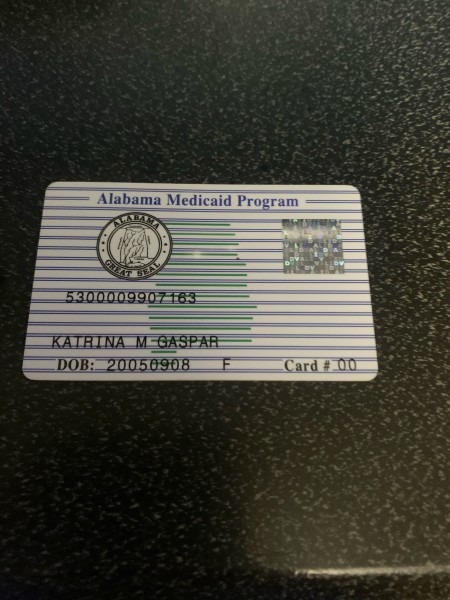 Alabama Medicaid Program
ALABAMA
GREAT SEAL
5300009907163
KATRINA M GASPAR
DOB: 20050908 F Card # 00